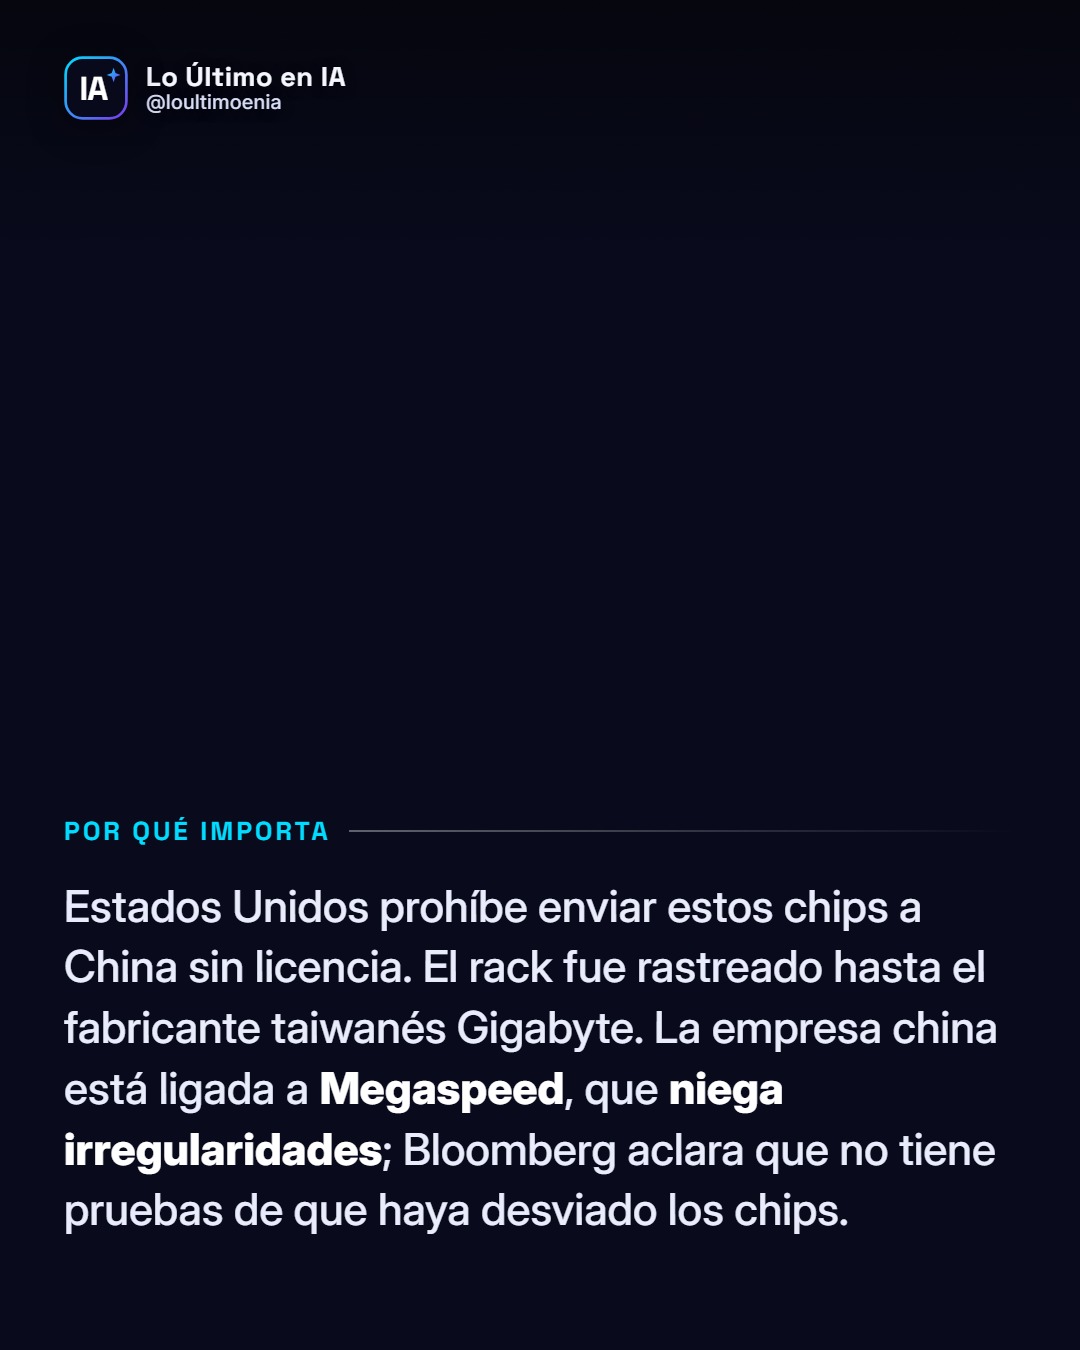 IA
Lo Último en IA
@loultimoenia
POR QUÉ IMPORTA
Estados Unidos prohíbe enviar estos chips a
China sin licencia. El rack fue rastreado hasta el
fabricante taiwanés Gigabyte. La empresa china
está ligada a Megaspeed, que niega
irregularidades; Bloomberg aclara que no tiene
pruebas de que haya desviado los chips.